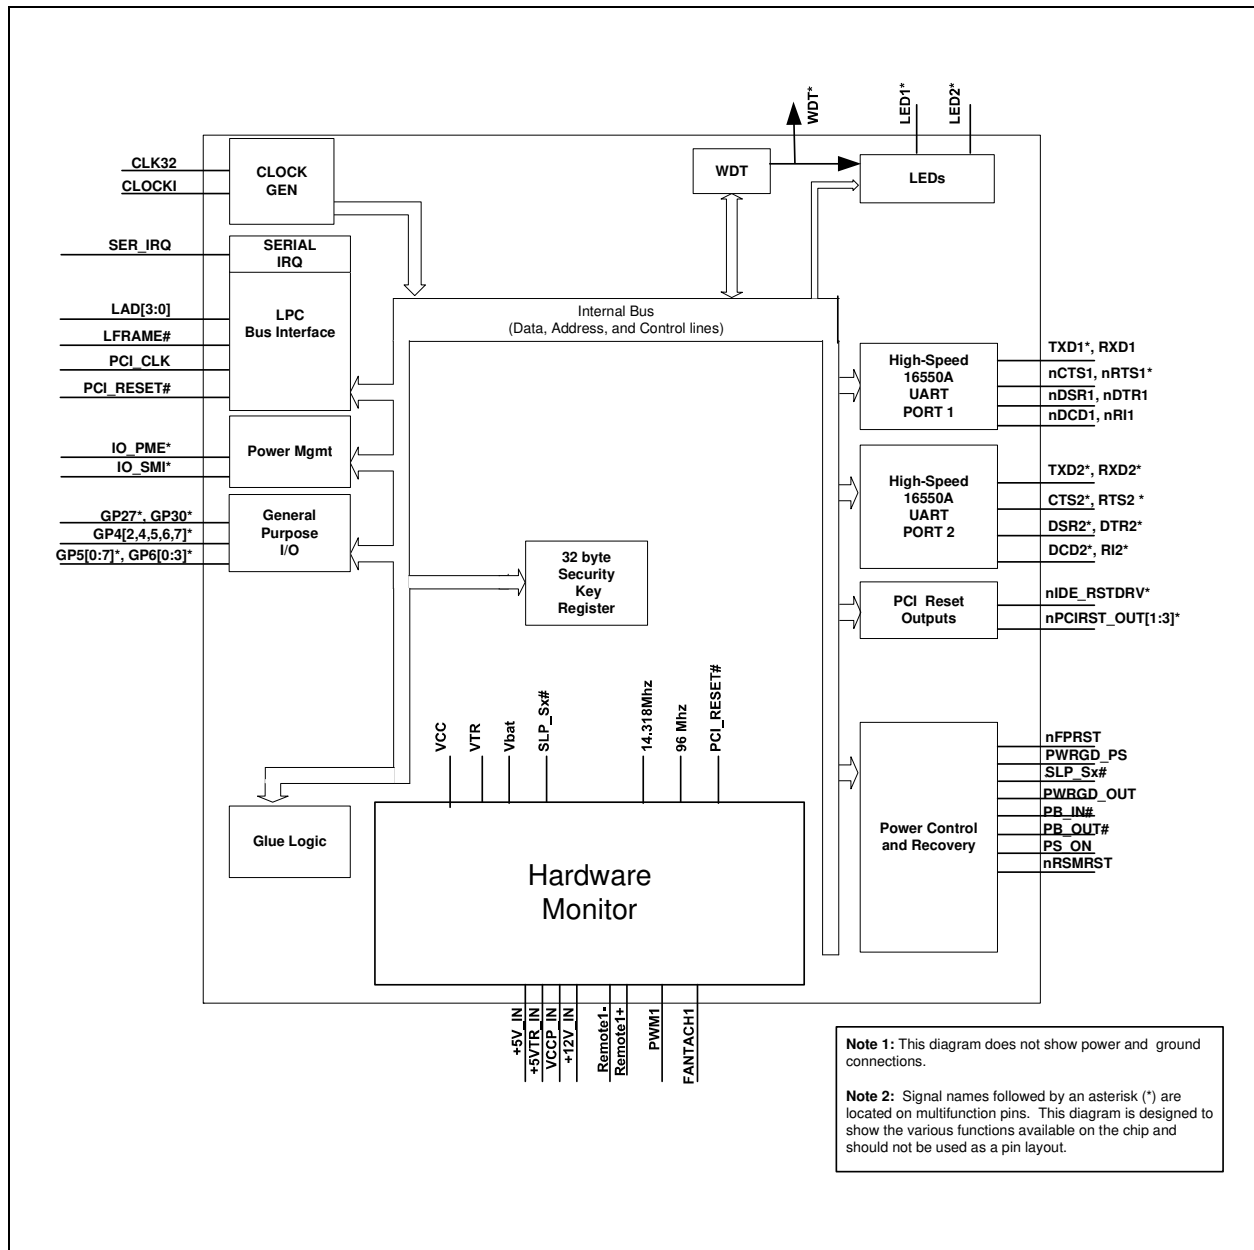 WDT*
LED1*
LED2*
CLK32
CLOCKI
CLOCK
GEN
WDT
LEDs
SER_IRQ
SERIAL
IRQ
LAD[3:0]
LFRAME#
PCI_CLK
PCI_RESET#
LPC
Bus Interface
Internal Bus
(Data, Address, and Control lines)
High-Speed
16550A
UART
PORT 1
TXD1*, RXD1
nCTS1, nRTS1*
nDSR1, nDTR1
nDCD1, nRI1
IO_PME*
IO_SMI*
Power Mgmt
High-Speed
16550A
UART
PORT 2
TXD2*, RXD2*
CTS2*, RTS2 *
DSR2*, DTR2*
DCD2*, RI2*
GP27*, GP30*
GP4[2,4,5,6,7]*
GP5[0:7]*, GP6[0:3]*
General
Purpose
I/O
32 byte
Security
Key
Register
PCI Reset
Outputs
nIDE_RSTDRV*
nPCIRST_OUT[1:3]*
VCC
VTR
Vbat
SLP_Sx#
14.318Mhz
96 Mhz
PCI_RESET#
Glue Logic
Hardware
Monitor
Power Control
and Recovery
nFPRST
PWRGD_PS
SLP_Sx#
PWRGD_OUT
PB_IN#
PB_OUT#
PS_ON
nRSMRST
+5V_IN
+5VTR_IN
VCCP_IN
+12V_IN
Remote1-
Remote1+
PWM1
FANTACH1
Note 1: This diagram does not show power and ground
connections.
Note 2: Signal names followed by an asterisk (*) are
located on multifunction pins. This diagram is designed to
show the various functions available on the chip and
should not be used as a pin layout.